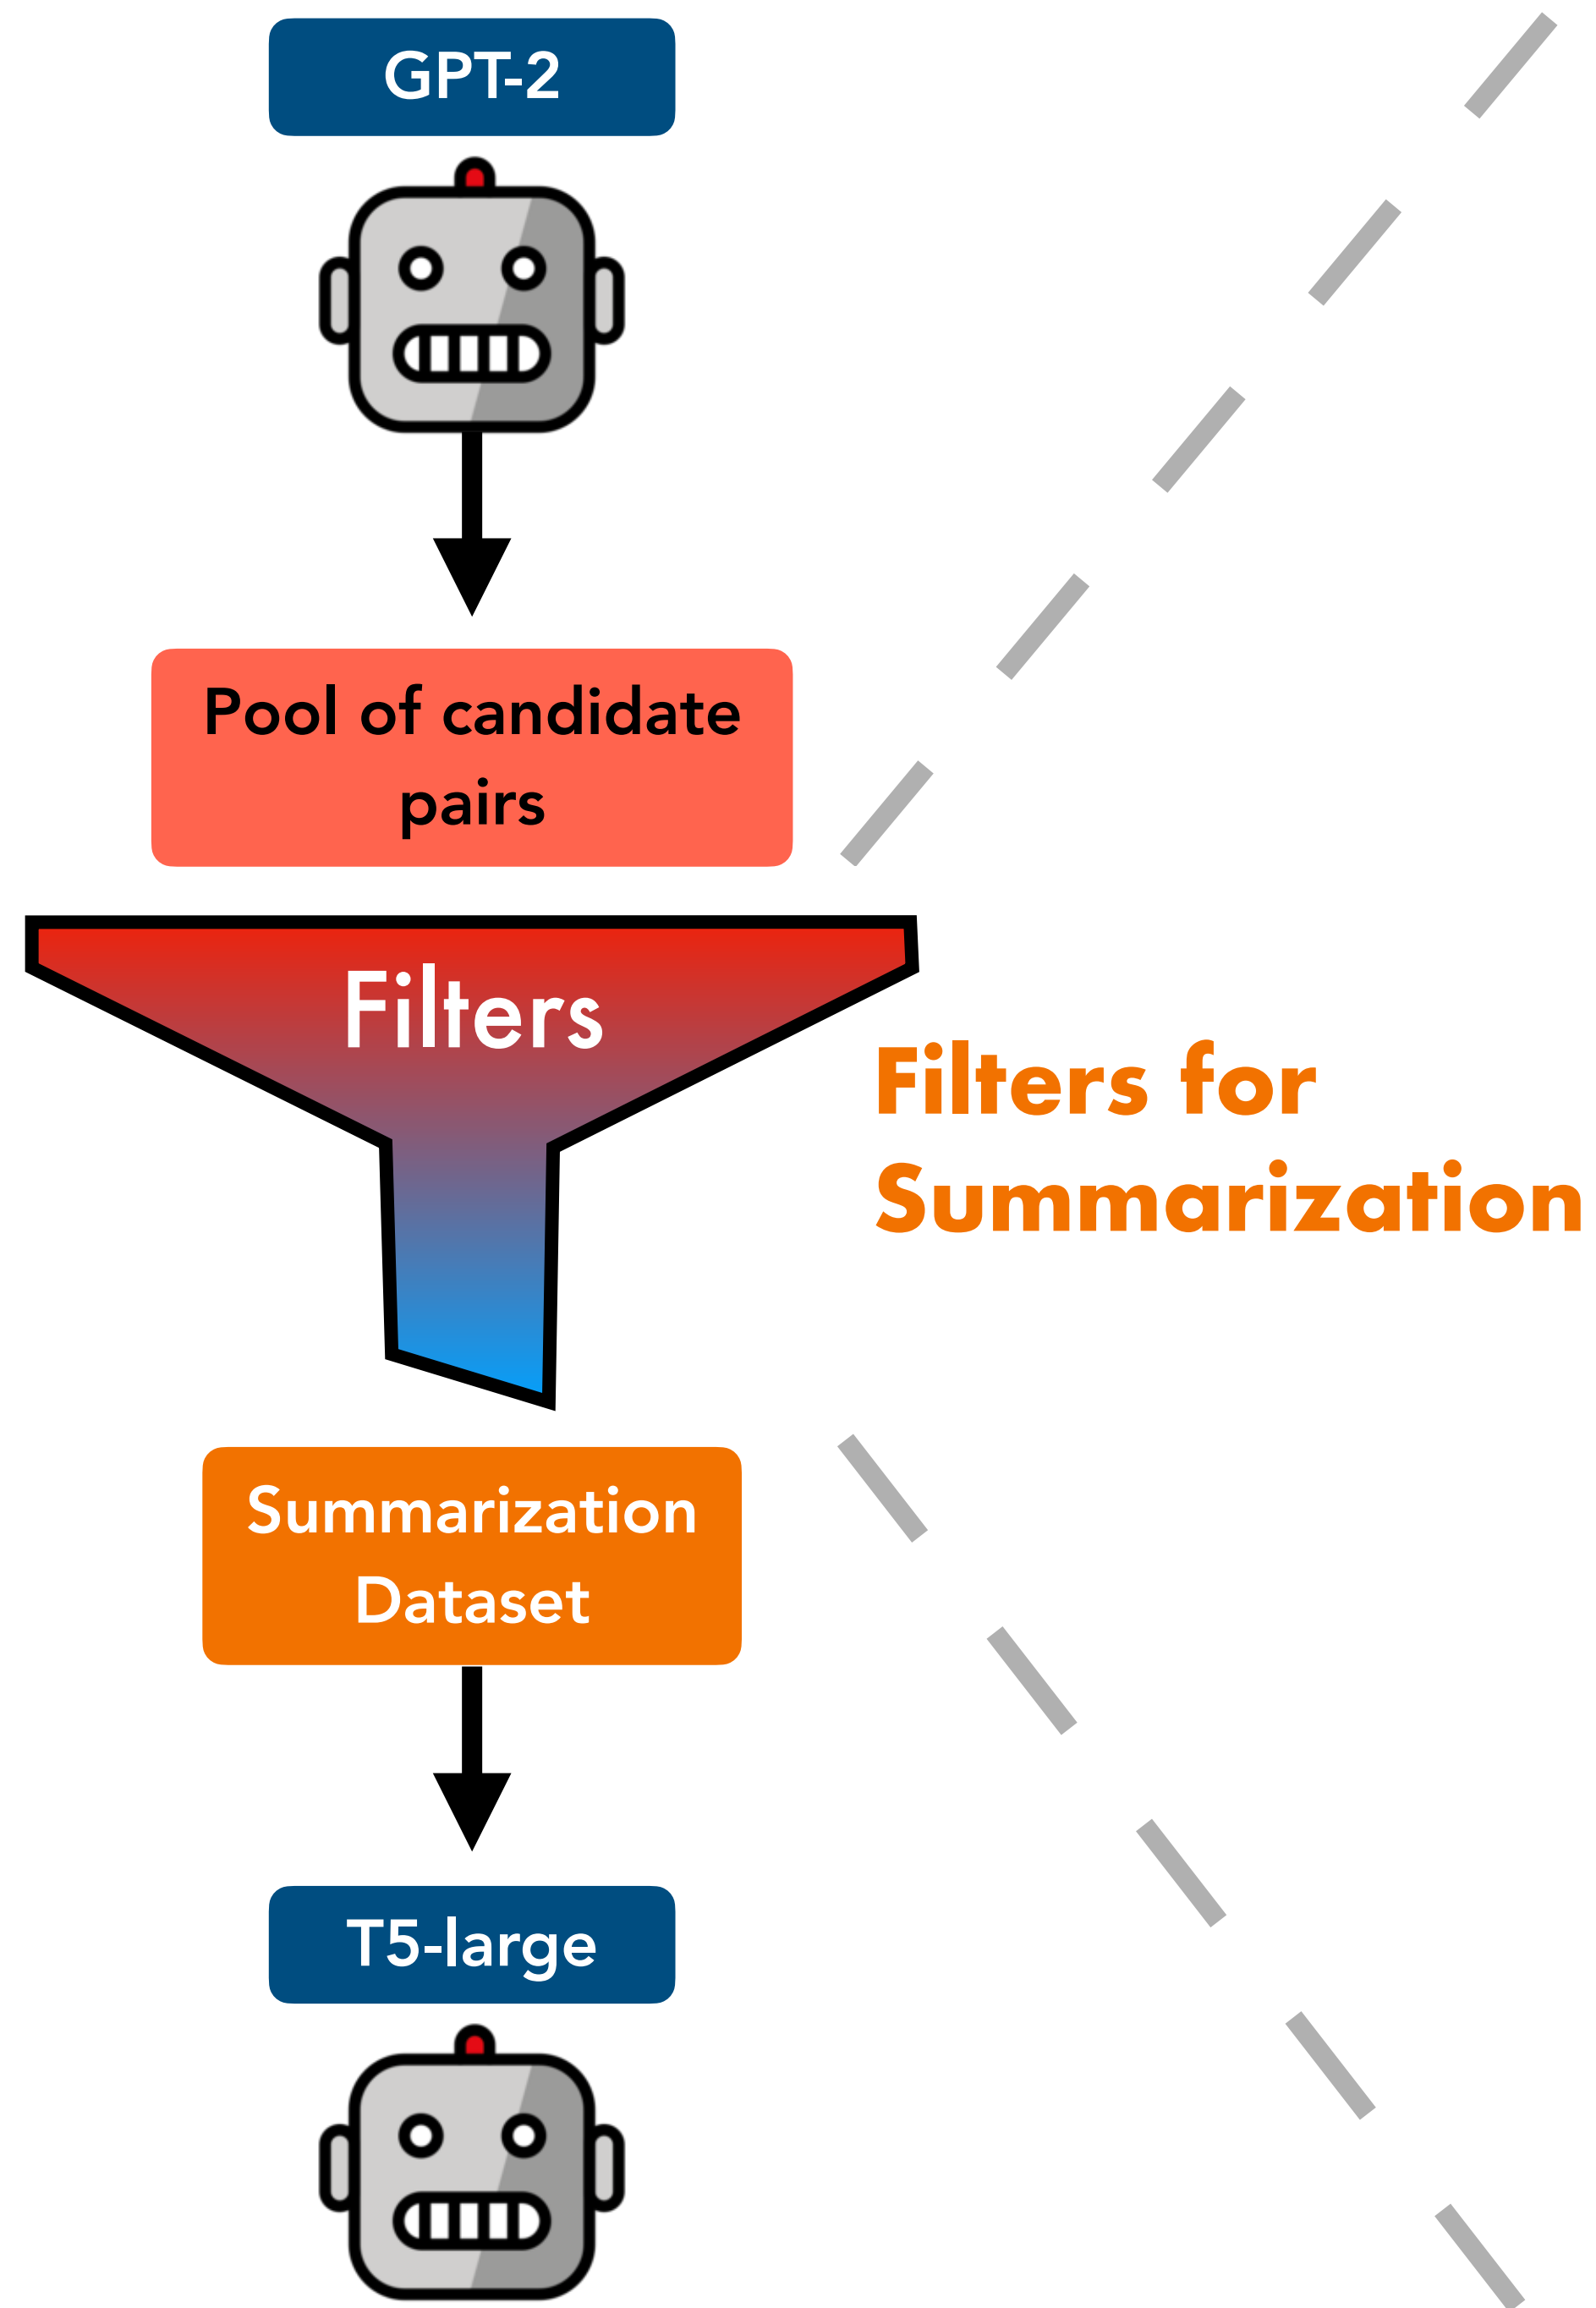 GPT-2
Pool of candidate
pairs
Filters
Filters for
Summarization
Summarization
Dataset
T5-large